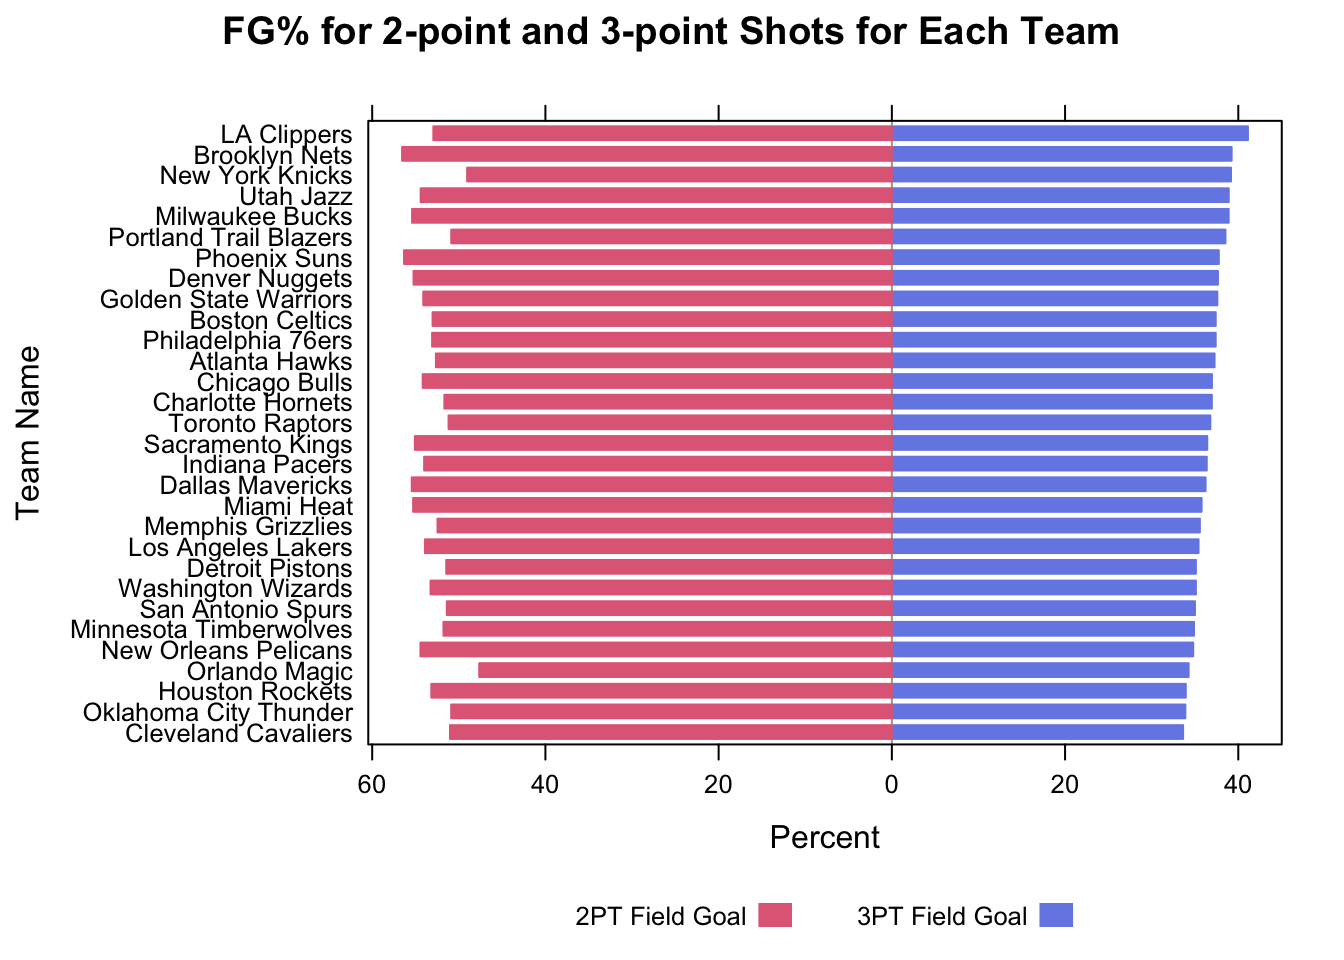 FG% for 2-point and 3-point Shots for Each Team
Team Name
LA Clippers
Brooklyn Nets
New York Knicks
Utah Jazz
Milwaukee Bucks
Portland Trail Blazers
Phoenix Suns
Denver Nuggets
Golden State Warriors
Boston Celtics
Philadelphia 76ers
Atlanta Hawks
Chicago Bulls
Charlotte Hornets
Toronto Raptors
Sacramento Kings
Indiana Pacers
Dallas Mavericks
Miami Heat
Memphis Grizzlies
Los Angeles Lakers
Detroit Pistons
Washington Wizards
San Antonio Spurs
Minnesota Timberwolves
New Orleans Pelicans
Orlando Magic
Houston Rockets
Oklahoma City Thunder
Cleveland Cavaliers
60 40 20 0 20 40
Percent
2PT Field Goal 3PT Field Goal